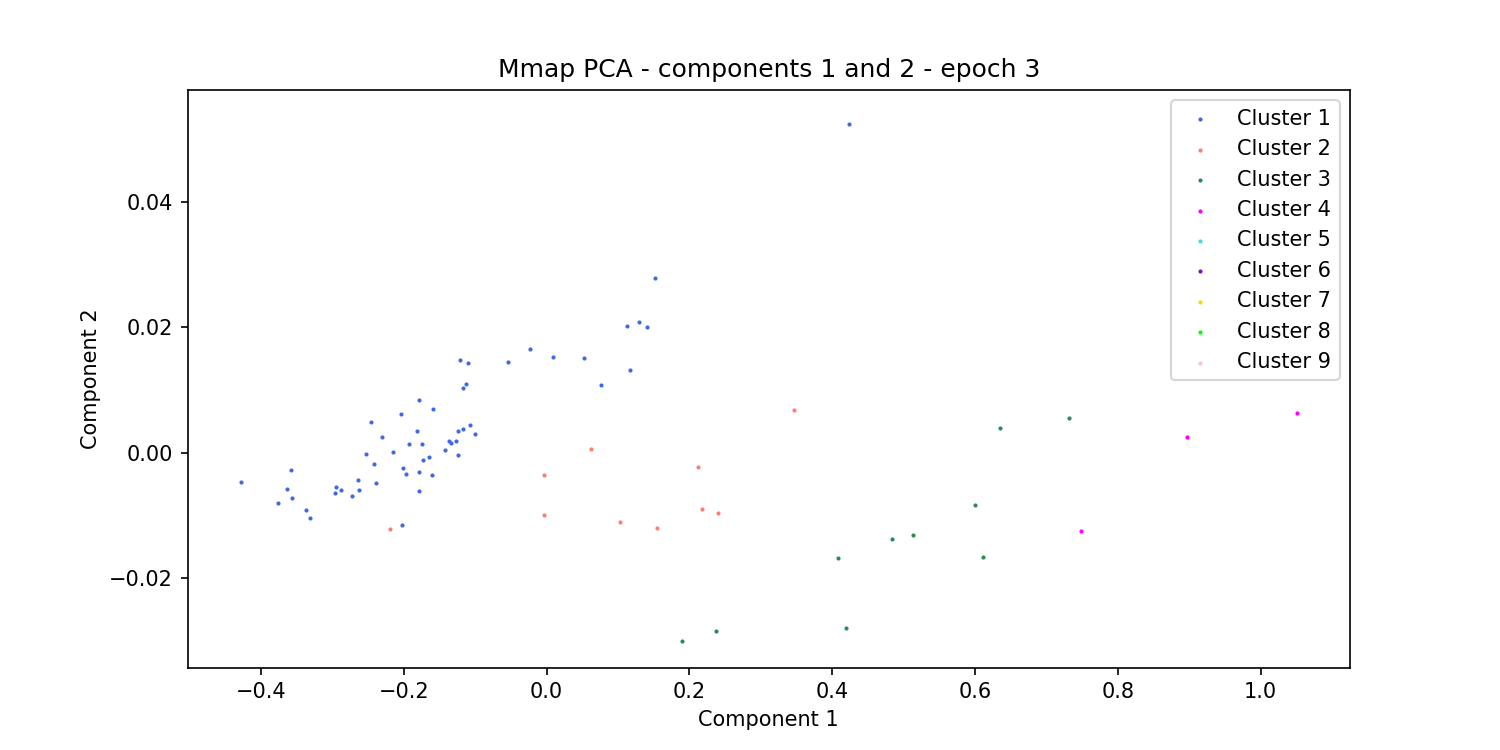 Mmap PCA - components 1 and 2 - epoch 3
Cluster 1
Cluster 2
Cluster 3
Cluster 4
Cluster 5
Cluster 6
Cluster 7
Cluster 8
Cluster 9
Component 2
0.04
0.02
0.00
−0.02
−0.4 −0.2 0.0 0.2 0.4 0.6 0.8 1.0
Component 1